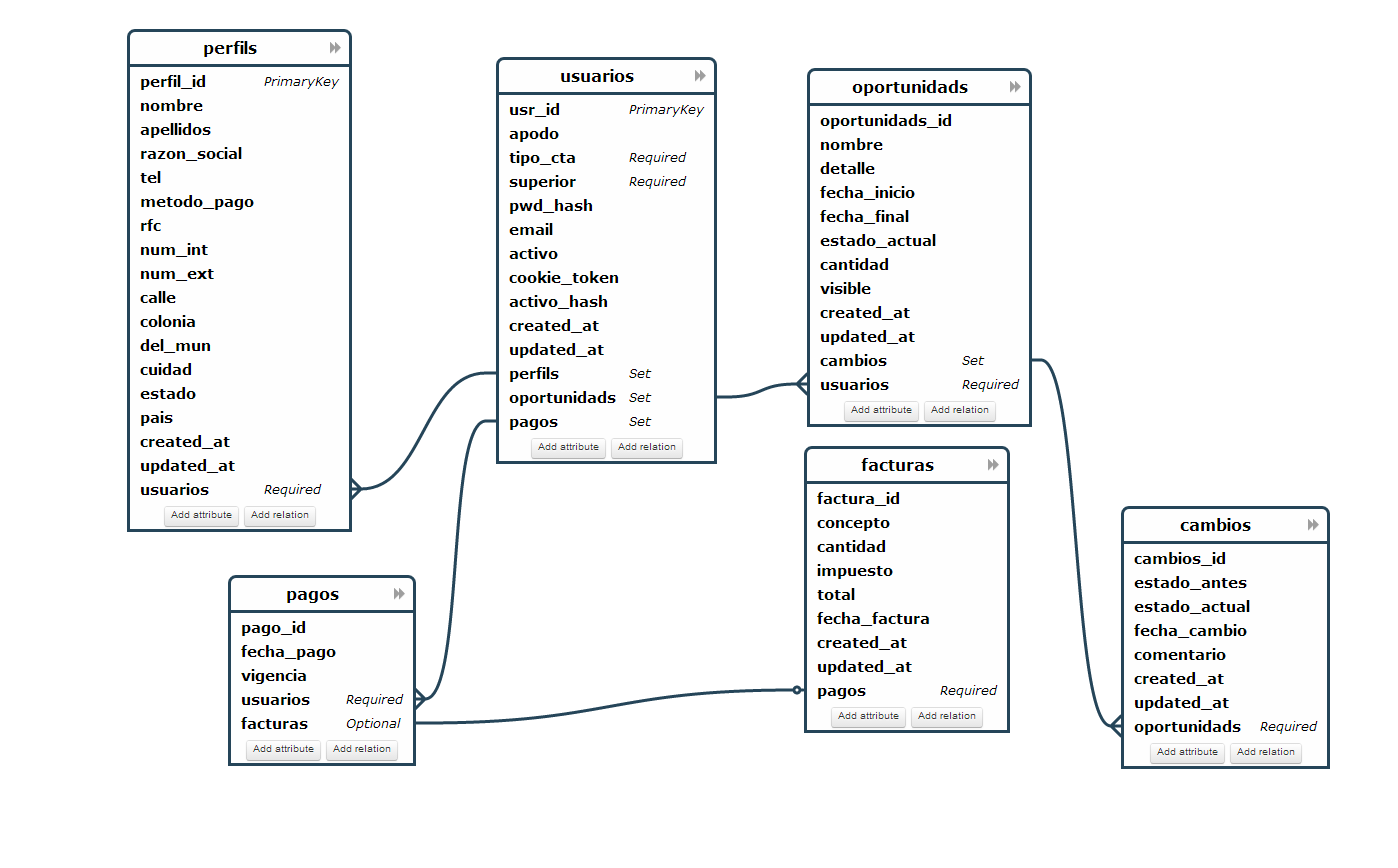 perfils
perfil_id PrimaryKey
nombre
apellidos
razon_social
tel
metodo_pago
rfc
num_int
num_ext
calle
colonia
del_mun
cuidad
estado
pais
created_at
updated_at
usuarios Required
Add attribute Add relation
usuarios
usr_id PrimaryKey
apodo
tipo_cta Required
superior Required
pwd_hash
email
activo
cookie_token
activo_hash
created_at
updated_at
perfils Set
oportunidads Set
pagos Set
Add attribute Add relation
oportunidads
oportunidads_id
nombre
detalle
fecha_inicio
fecha_final
estado_actual
cantidad
visible
created_at
updated_at
cambios Set
usuarios Required
Add attribute Add relation
facturas
factura_id
concepto
cantidad
impuesto
total
fecha_factura
created_at
updated_at
pagos Required
Add attribute Add relation
cambios
cambios_id
estado_antes
estado_actual
fecha_cambio
comentario
created_at
updated_at
oportunidads Required
Add attribute Add relation
pagos
pago_id
fecha_pago
vigencia
usuarios Required
facturas Optional
Add attribute Add relation